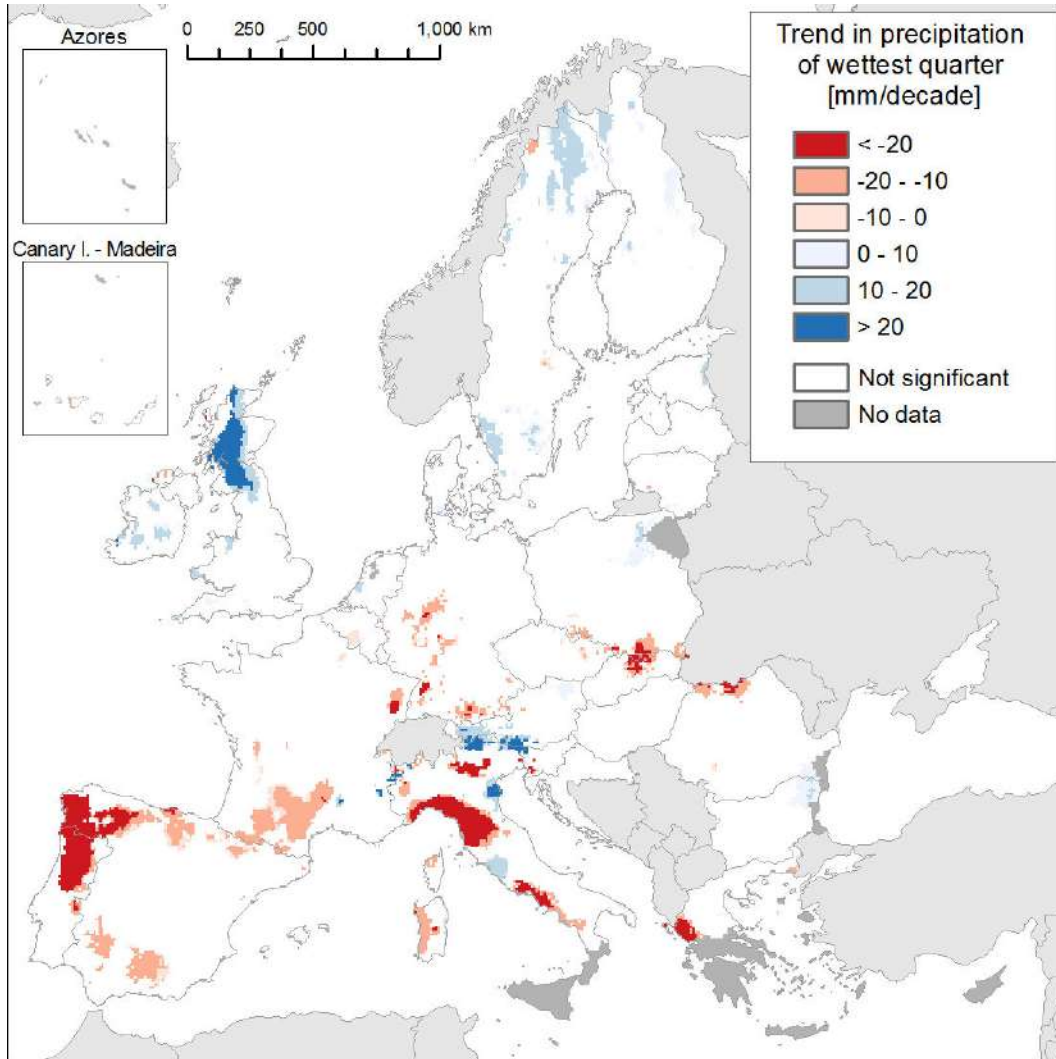 Azores
0 250 500 1,000 km
Canary I. - Madeira
Trend in precipitation
of wettest quarter
[mm/decade]
< -20
-20 - -10
-10 - 0
0 - 10
10 - 20
> 20
Not significant
No data